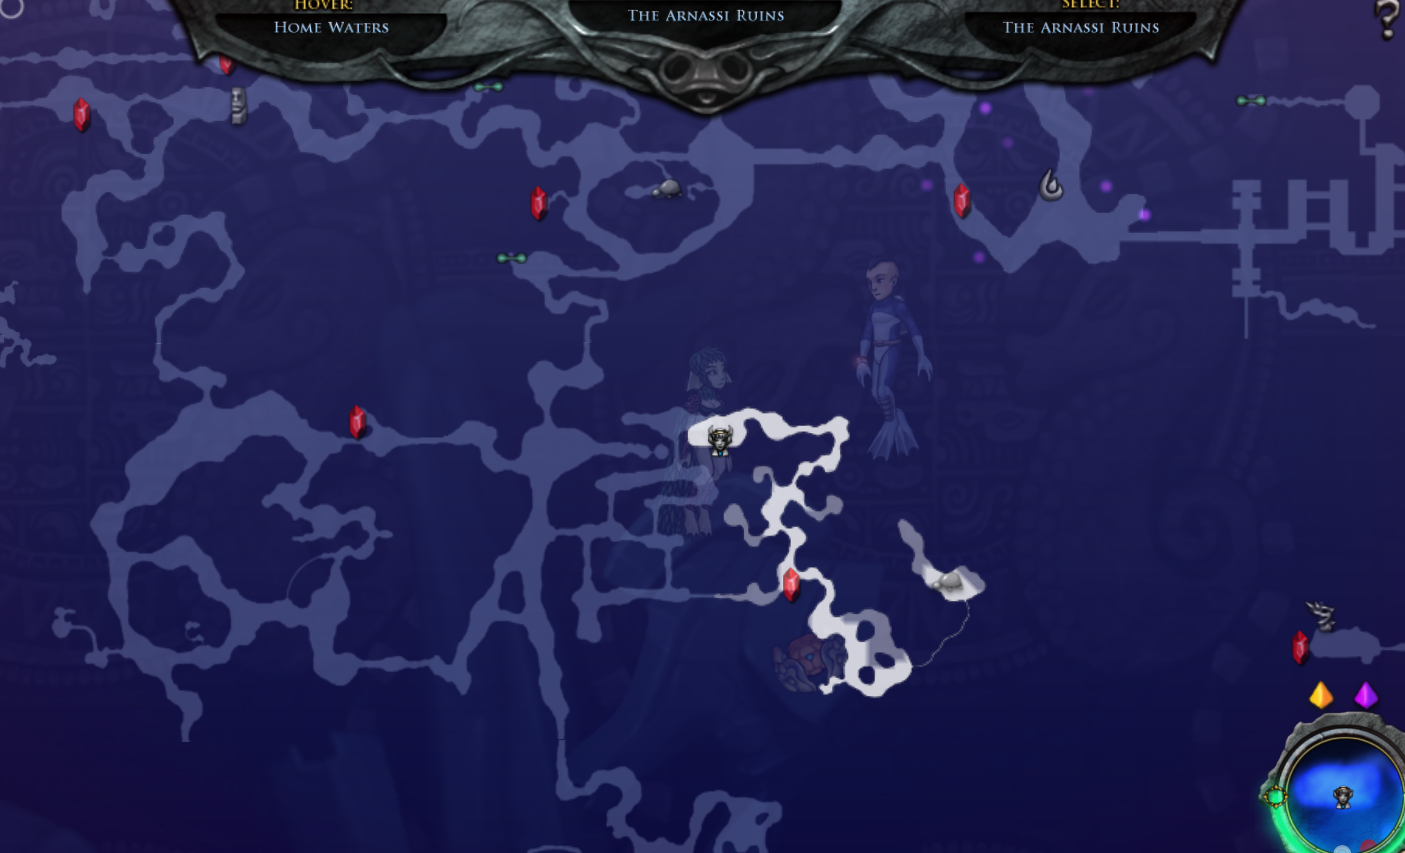 HOVER:
HOME WATERS
THE ARNASSI RUINS
SELECT:
THE ARNASSI RUINS
?